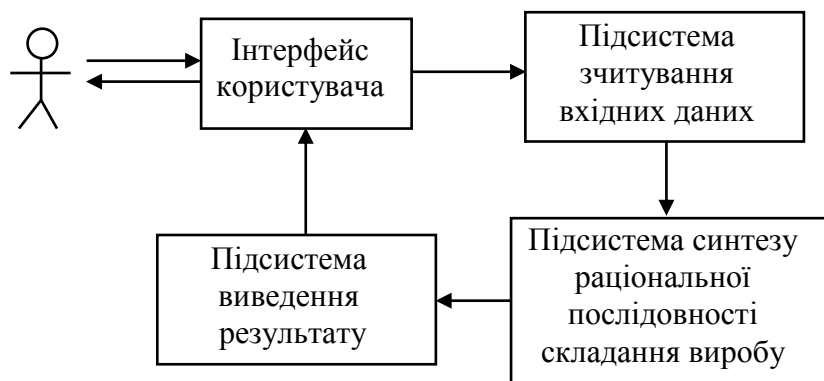 Інтерфейс
користувача
Підсистема
зчитування
вхідних даних
Підсистема
виведення
результату
Підсистема синтезу
раціональної
послідовності
складання виробу